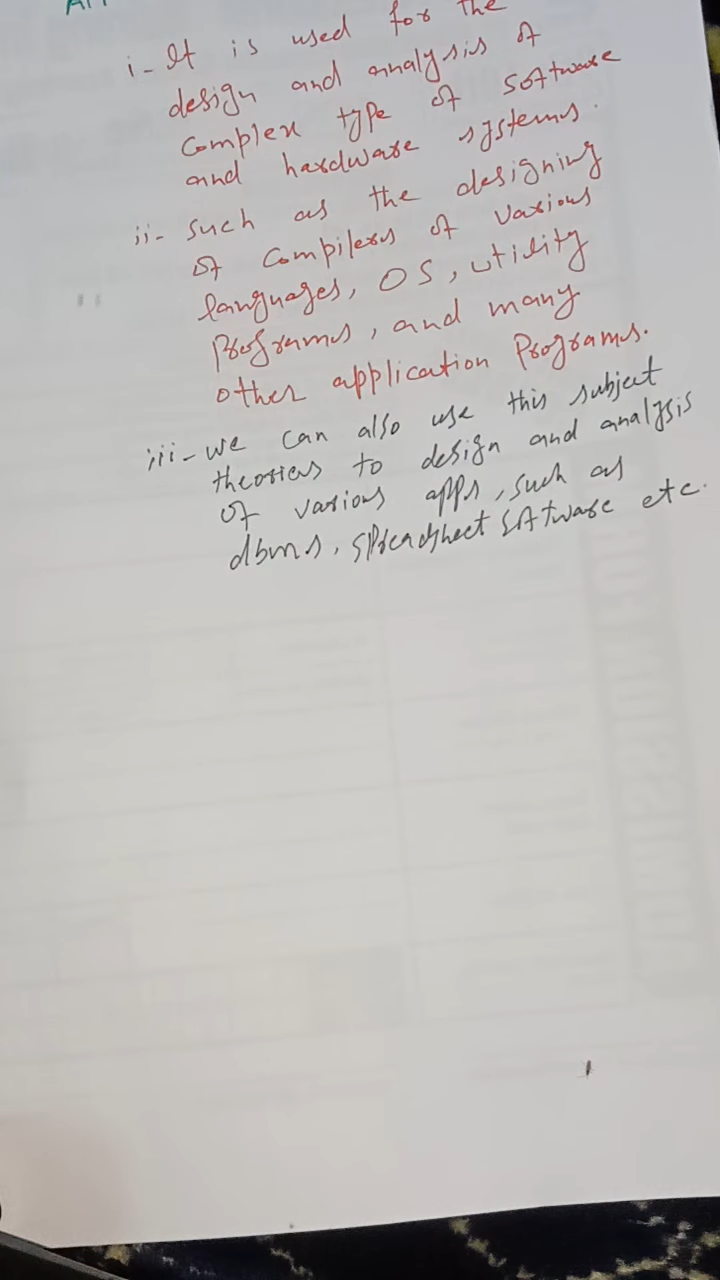 i- It is used for the
design and analysis of
complex type of software
and hardware systems.
ii- Such as the designing
of compilers of various
languages, OS, utility
Programs, and many
other application Programs.
iii- we can also use this subject
theories to design and analysis
of various apps, such as
dbms, spreadsheet software etc.